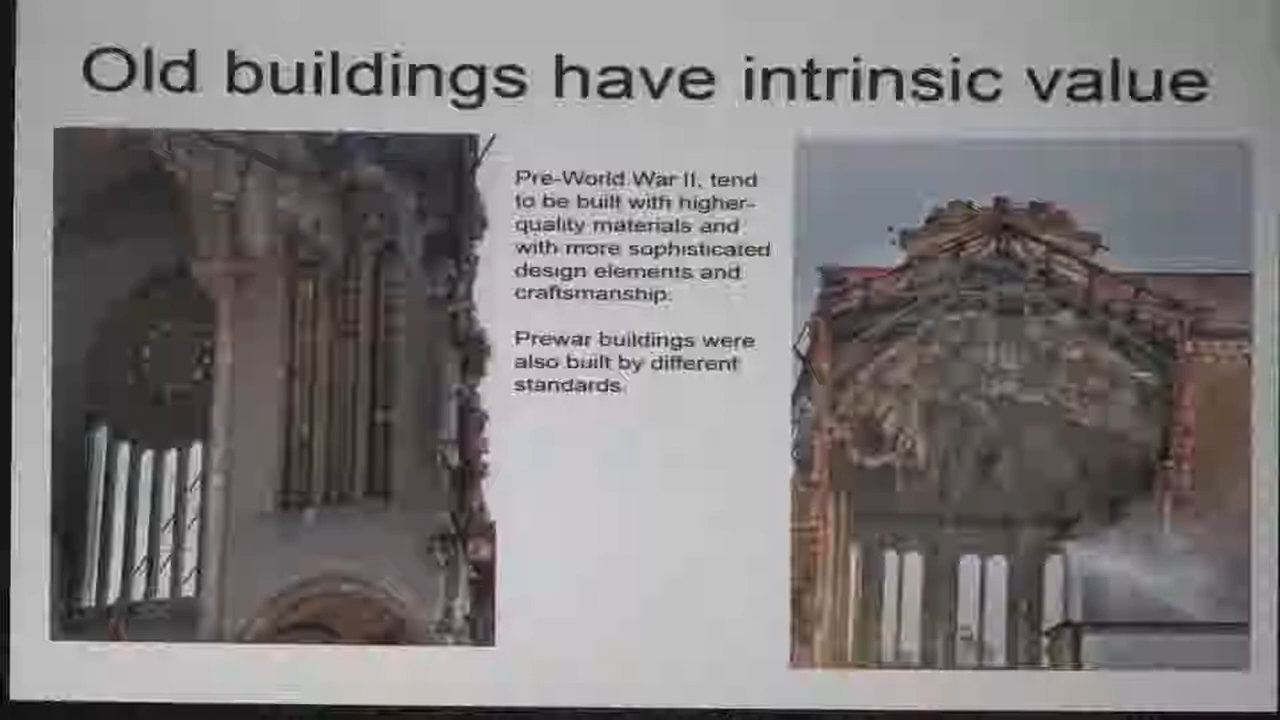 Old buildings have intrinsic value
Pre-World War II, tend
to be built with higher-
quality materials and
with more sophisticated
design elements and
craftsmanship.
Prewar buildings were
also built by different
standards.